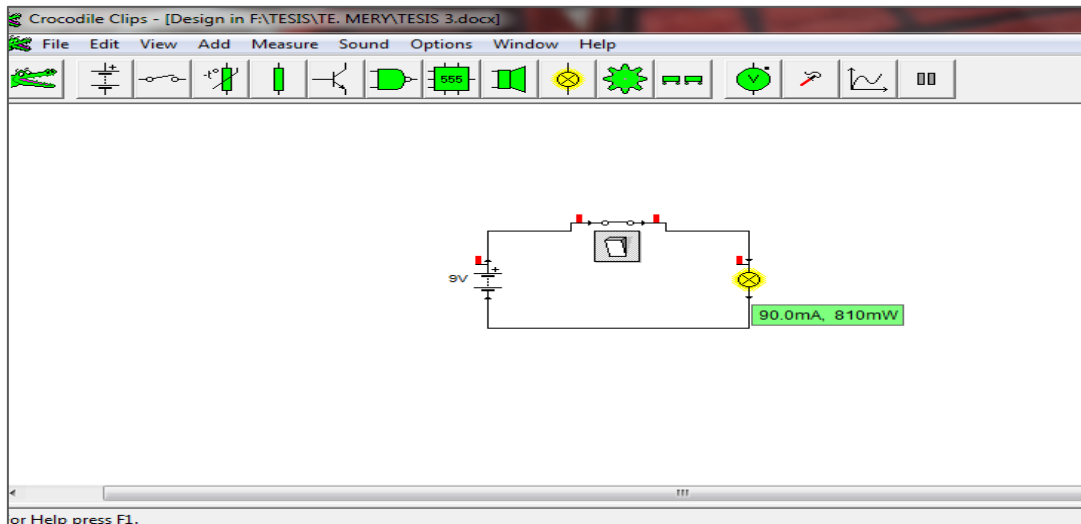 Crocodile Clips - [Design in F:\TESIS\TE. MERY\TESIS 3.docx]
File Edit View Add Measure Sound Options Window Help
-t° 555 V
9V
90.0mA, 810mW
or Help press F1.